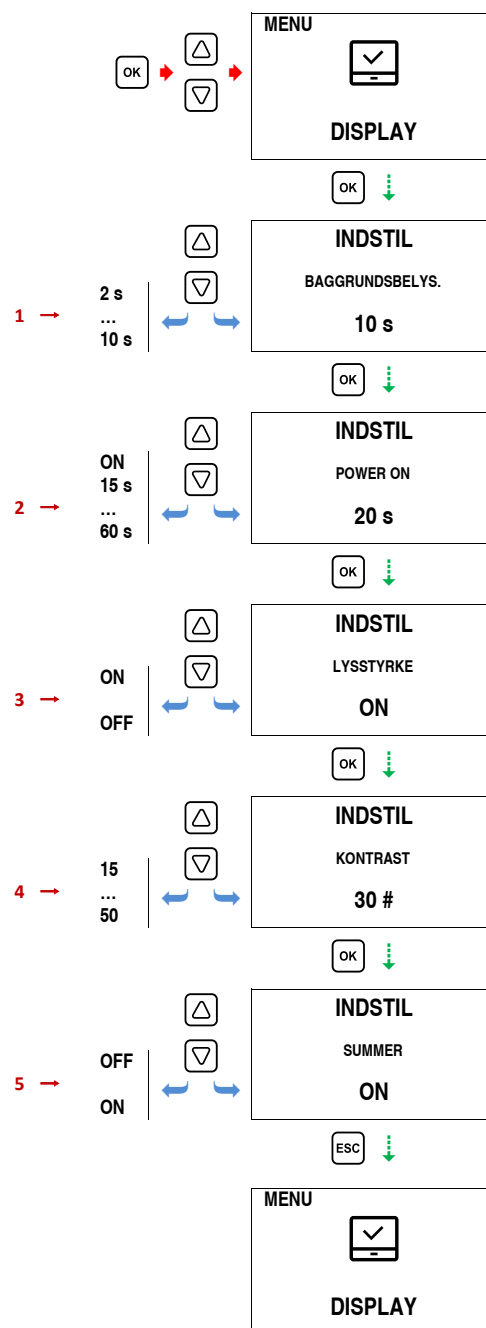 MENU
OK
DISPLAY
OK
INDSTIL
BAGGRUNDSBELYS.
10 s
1 → 2 s
...
10 s
OK
INDSTIL
POWER ON
20 s
2 → ON
15 s
...
60 s
OK
INDSTIL
LYSSTYRKE
ON
3 → ON
OFF
OK
INDSTIL
KONTRAST
30 #
4 → 15
...
50
OK
INDSTIL
SUMMER
ON
5 → OFF
ON
ESC
MENU
DISPLAY